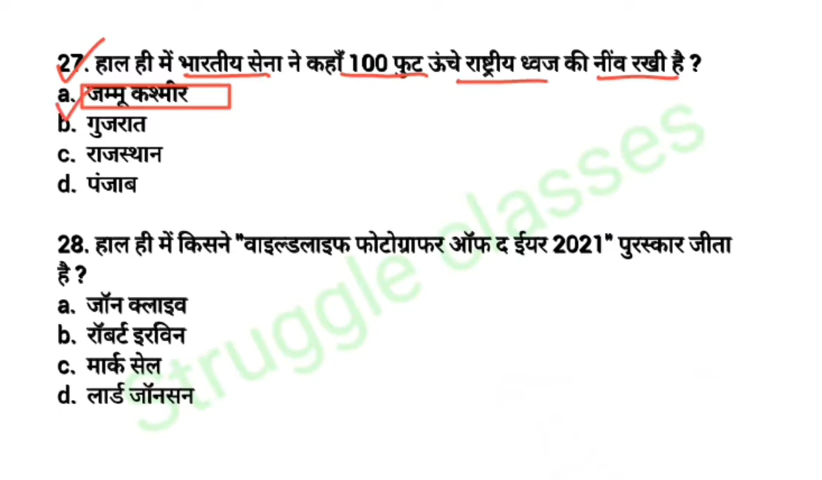 27. हाल ही में भारतीय सेना ने कहाँ 100 फुट ऊंचे राष्ट्रीय ध्वज की नींव रखी है ?
a. जम्मू कश्मीर
b. गुजरात
c. राजस्थान
d. पंजाब
28. हाल ही में किसने "वाइल्डलाइफ फोटोग्राफर ऑफ द ईयर 2021" पुरस्कार जीता
है ?
a. जॉन क्लाइव
b. रॉबर्ट इरविन
c. मार्क सेल
d. लार्ड जॉनसन
Struggle classes